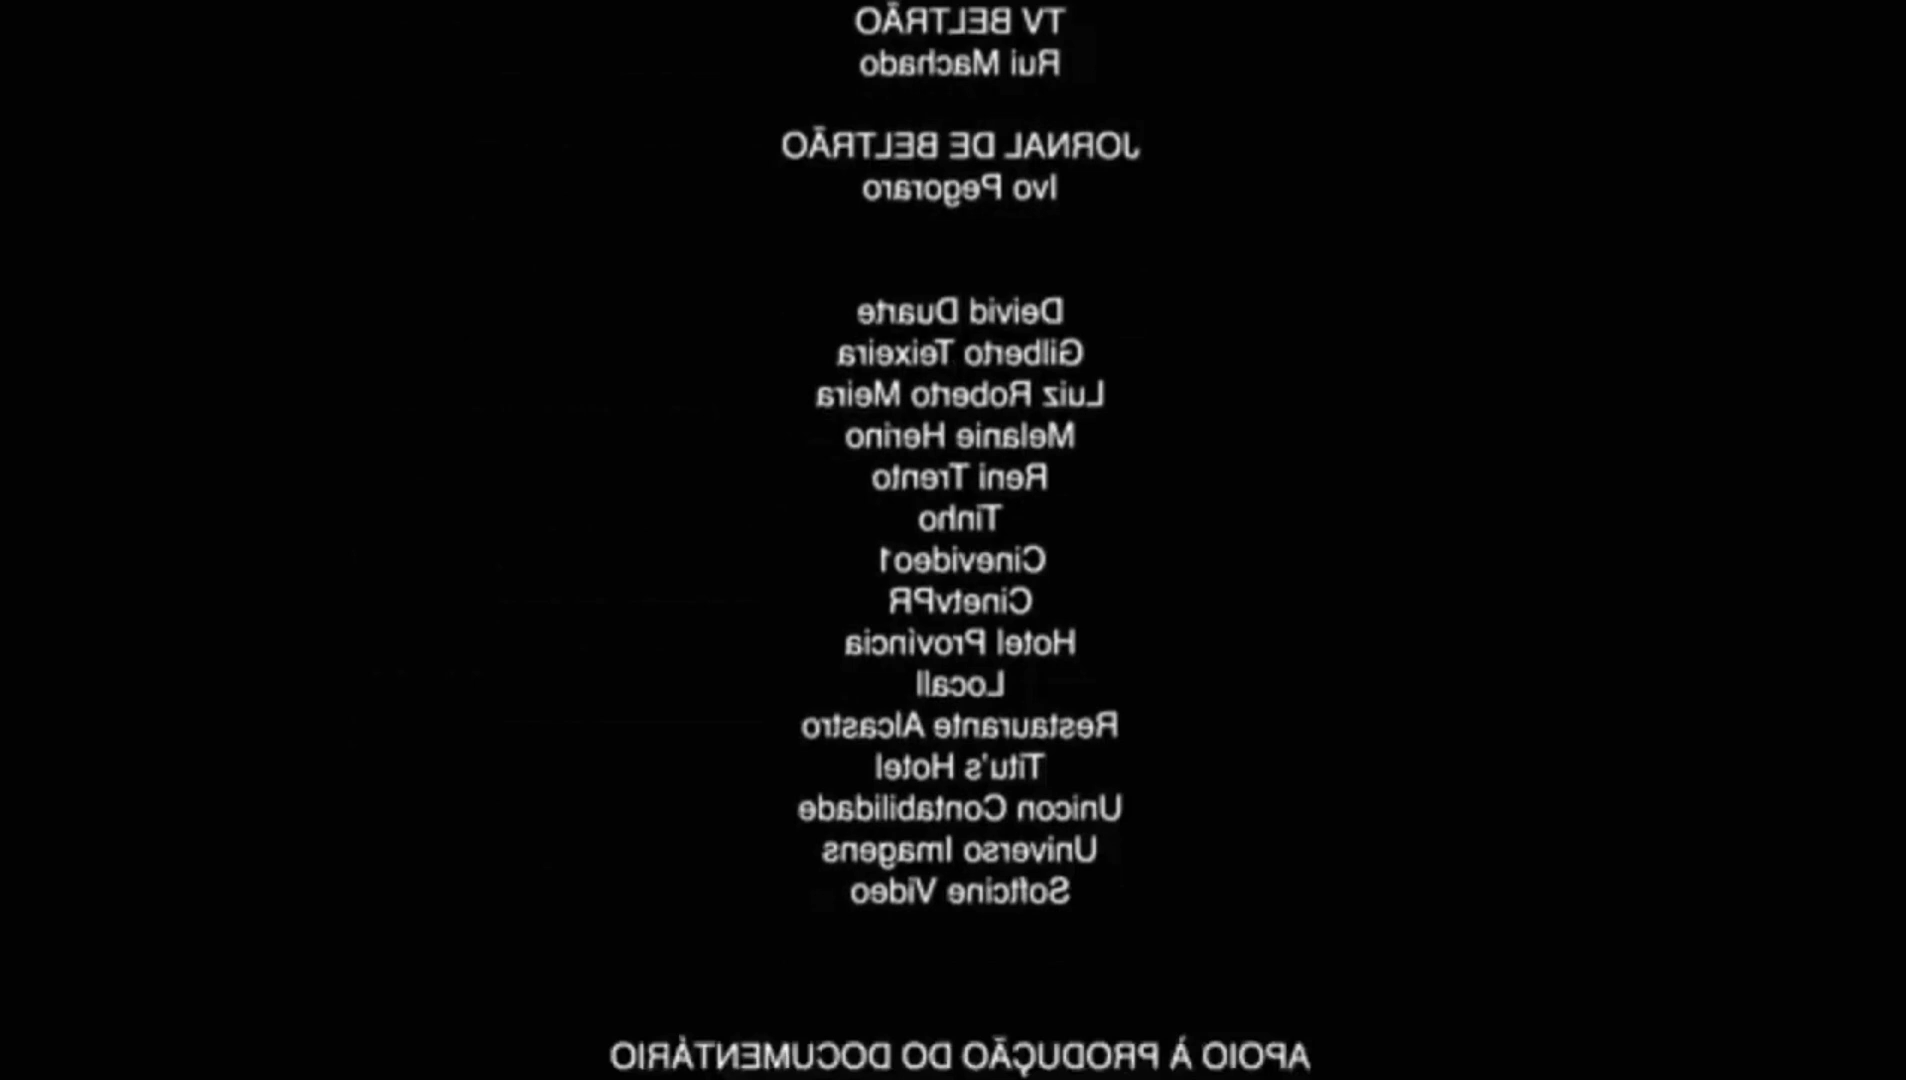 TV BELTRÃO
Rui Machado
JORNAL DE BELTRÃO
Ivo Pegoraro
Deivid Duarte
Gilberto Teixeira
Luiz Roberto Meira
Melanie Herino
Reni Trento
Tinho
Cinevideo1
CinetvPR
Hotel Província
Locall
Restaurante Alcastro
Titu's Hotel
Unicon Contabilidade
Universo Imagens
Softcine Video
APOIO À PRODUÇÃO DO DOCUMENTÁRIO